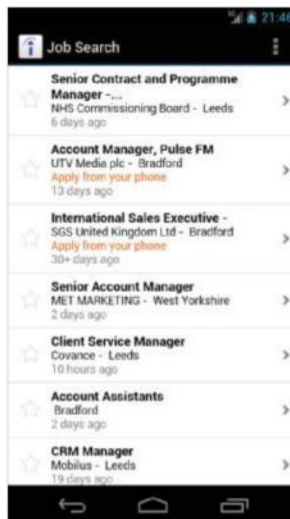 21:46
Job Search
Senior Contract and Programme
Manager -...
NHS Commissioning Board - Leeds
6 days ago
Account Manager, Pulse FM
UTV Media plc - Bradford
Apply from your phone
13 days ago
International Sales Executive -
SGS United Kingdom Ltd - Bradford
Apply from your phone
30+ days ago
Senior Account Manager
MET MARKETING - West Yorkshire
2 days ago
Client Service Manager
Covance - Leeds
10 hours ago
Account Assistants
Bradford
2 days ago
CRM Manager
Mobilus - Leeds
19 days ago